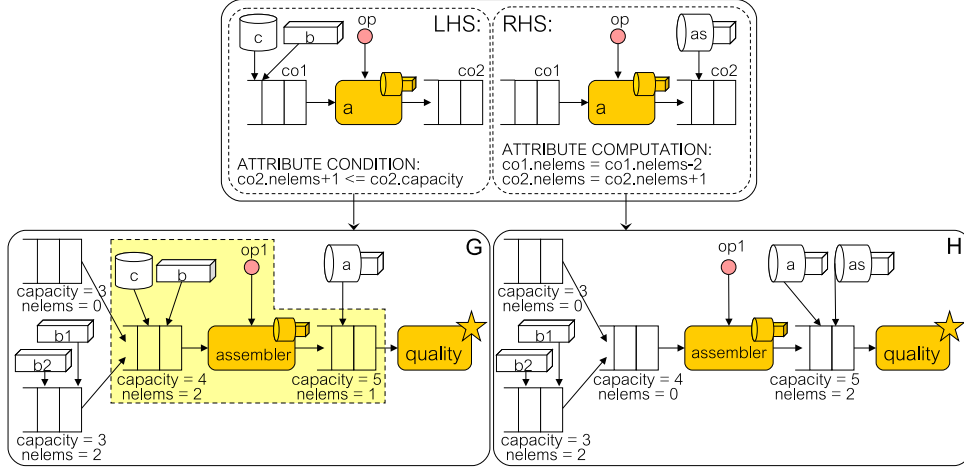 LHS:
c
b
op
co1
a
co2
ATTRIBUTE CONDITION:
co2.nelems+1 <= co2.capacity
RHS:
op
as
co1
a
co2
ATTRIBUTE COMPUTATION:
co1.nelems = co1.nelems-2
co2.nelems = co2.nelems+1
G
capacity = 3
nelems = 0
c
b
op1
a
b1
b2
assembler
quality
capacity = 4
nelems = 2
capacity = 5
nelems = 1
capacity = 3
nelems = 2
H
capacity = 3
nelems = 0
op1
a
as
b1
b2
assembler
quality
capacity = 4
nelems = 0
capacity = 5
nelems = 2
capacity = 3
nelems = 2